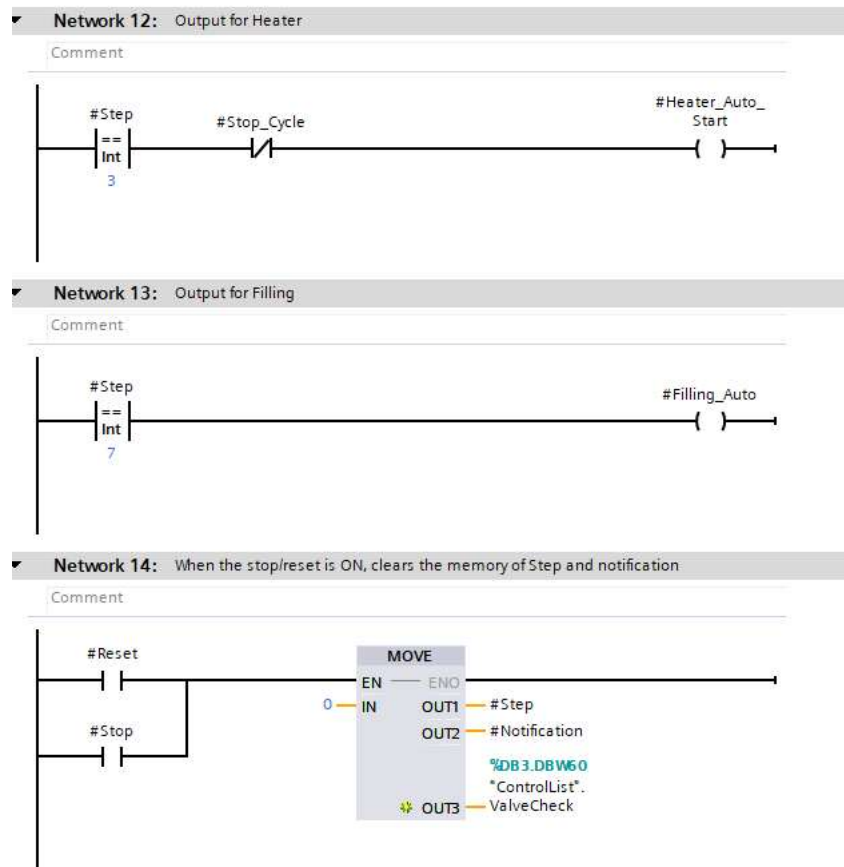 Network 12: Output for Heater
Comment
#Step
#Stop_Cycle
#Heater_Auto_
Start
==
Int
3
Network 13: Output for Filling
Comment
#Step
#Filling_Auto
==
Int
7
Network 14: When the stop/reset is ON, clears the memory of Step and notification
Comment
#Reset
MOVE
EN ENO
0 IN OUT1 #Step
#Stop
OUT2 #Notification
%DB3.DBW60
"ControlList".
OUT3 ValveCheck